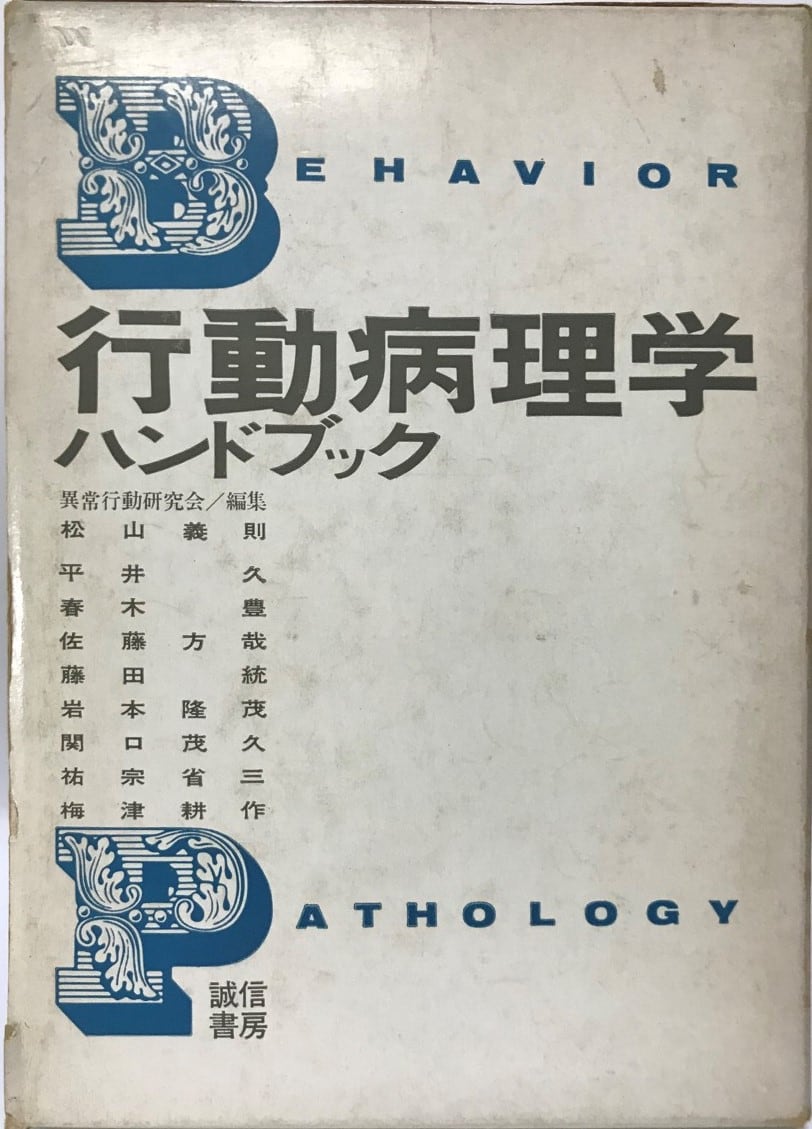 BEHAVIOR
行動病理学
ハンドブック
異常行動研究会／編集
松山義則
平井久
春木豊
佐藤方哉
藤田統
岩本隆茂
関口茂久
祐宗省三
梅津耕作
PATHOLOGY
誠信
書房